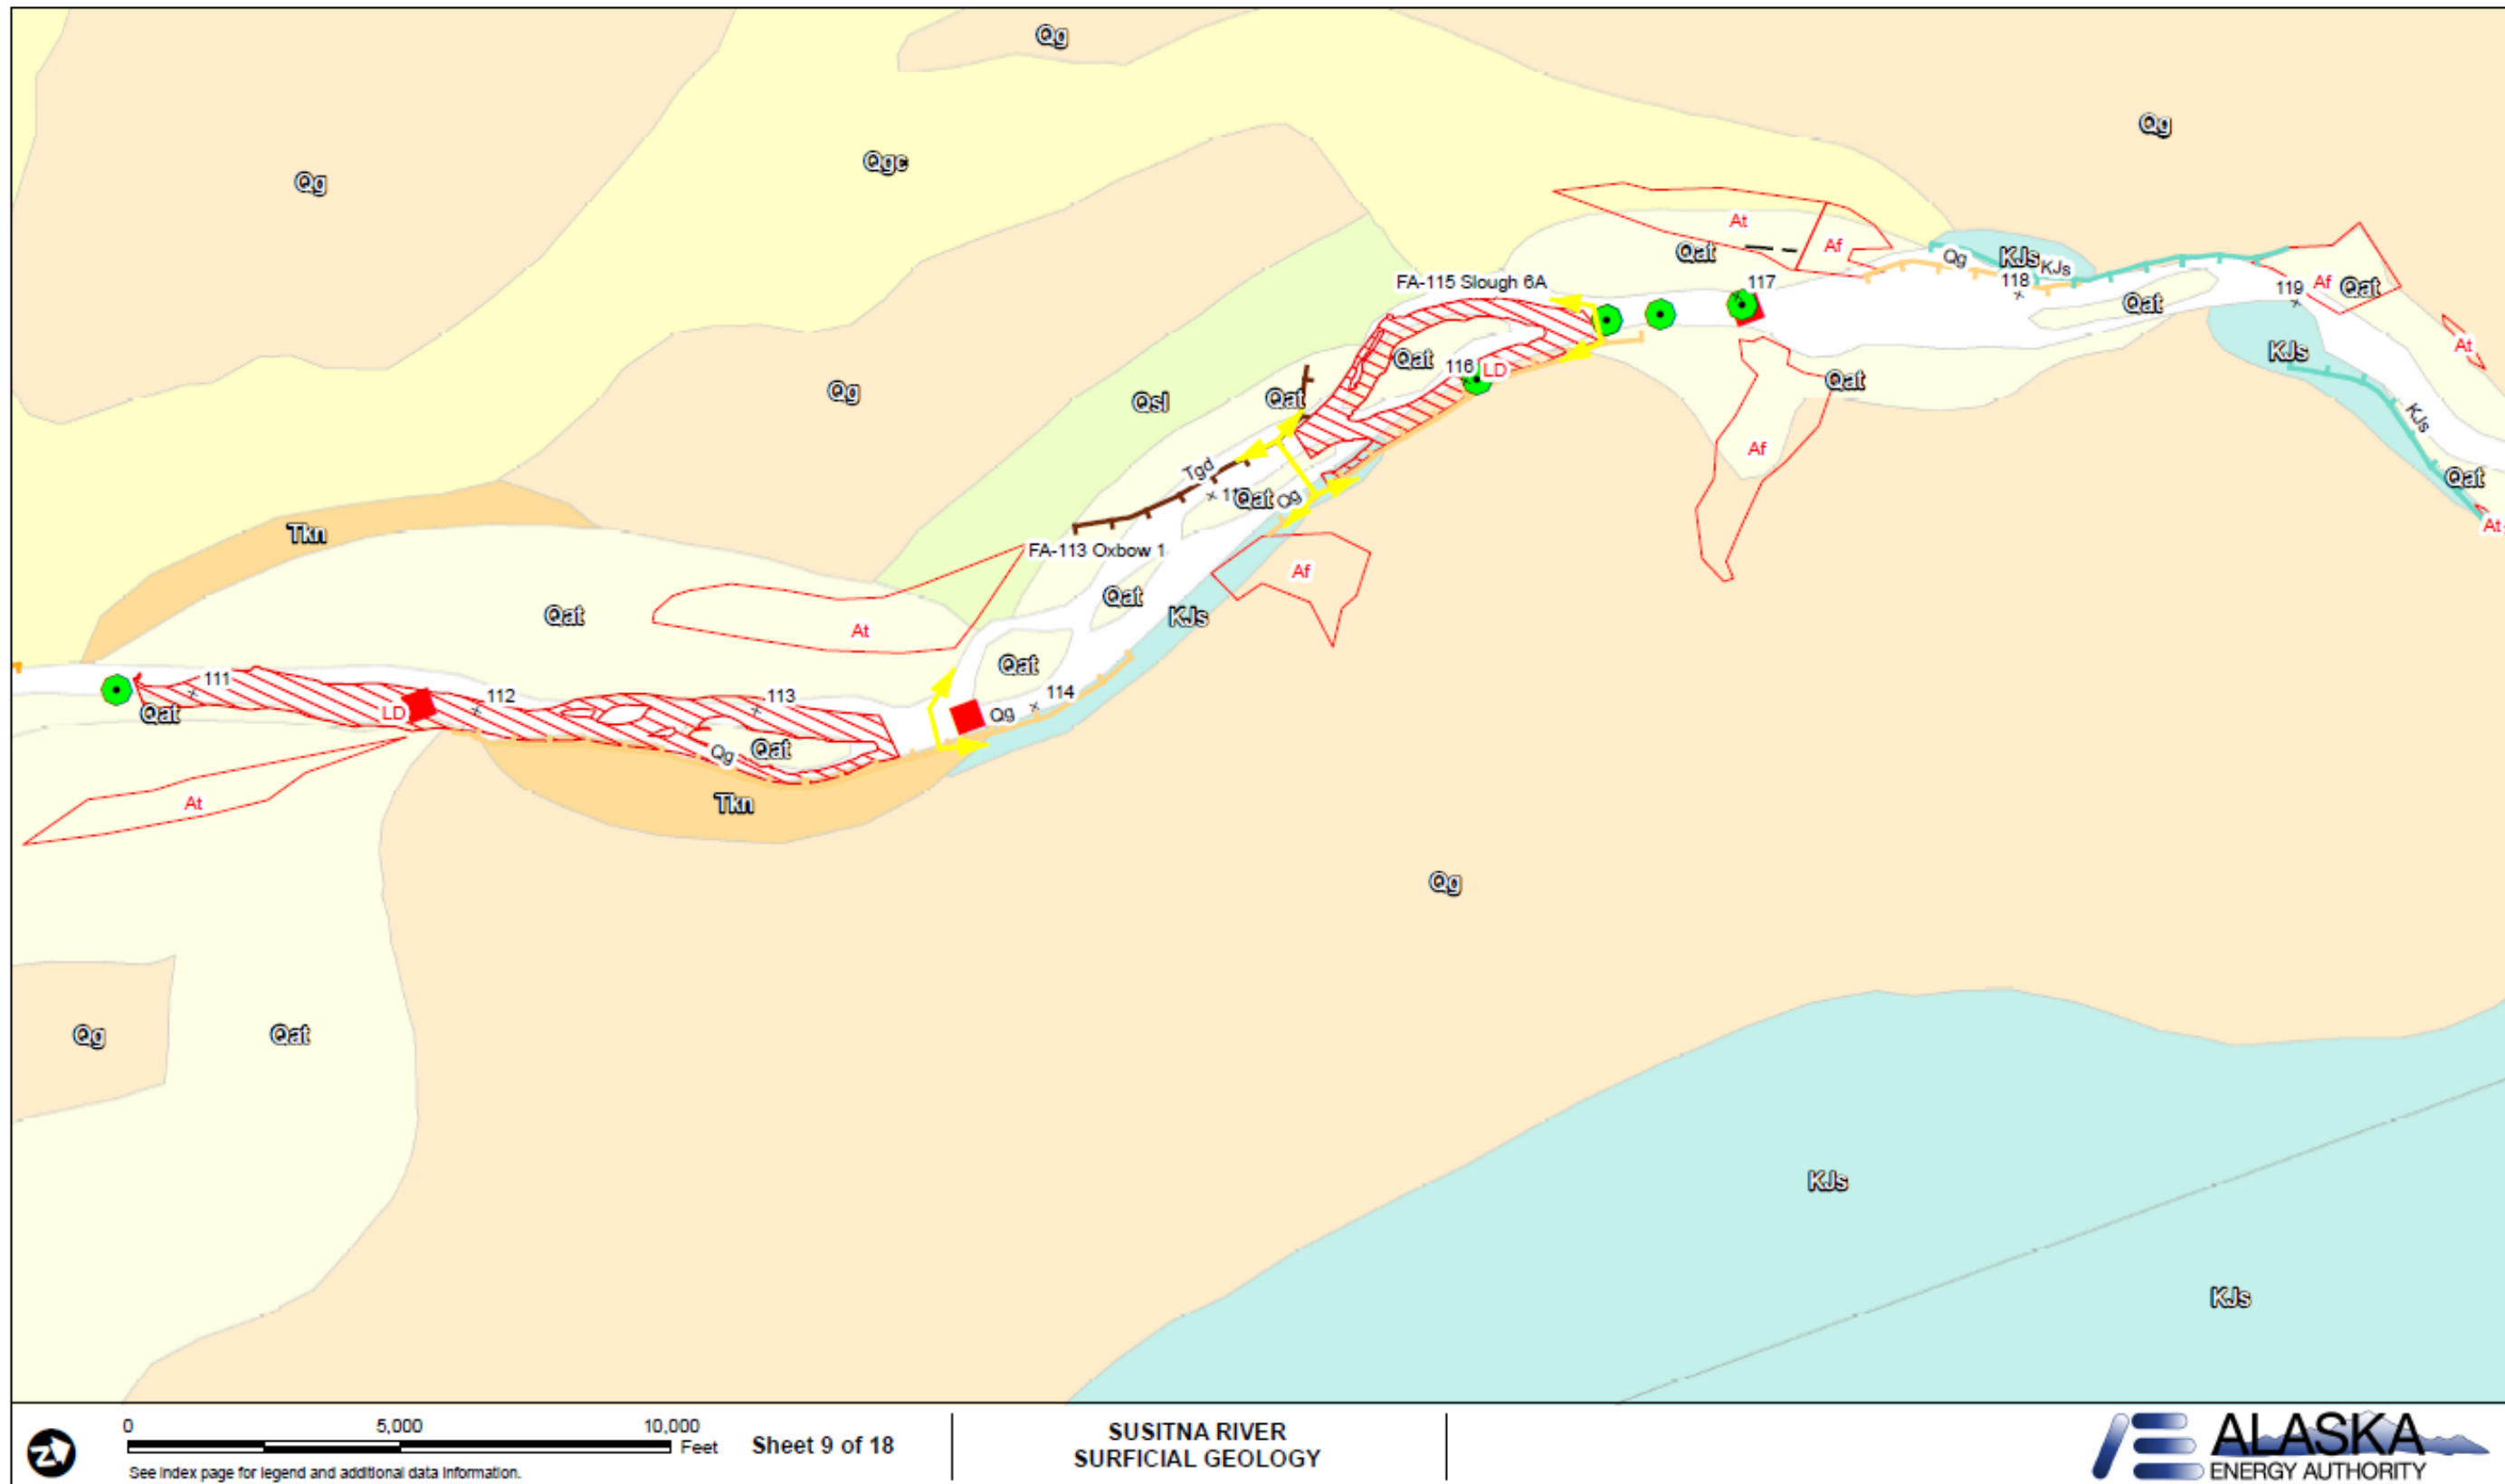 Qg
Qg
Qgc
Qg
At
Qat
Af
Qg
KJs
KJs
118
FA-115 Slough 6A
117
119
Af
Qat
Qat
At
KJs
Qat
116
LD
Qat
Qg
Qsl
Qat
KJs
Af
Tgd
Qat
Qg
Qat
At
Tkn
FA-113 Oxbow 1
Af
Qat
KJs
Qat
At
Qat
111
112
113
114
LD
Qat
Qg
Qg
Qat
Tkn
At
Qg
Qg
Qat
KJs
KJs
0 5,000 10,000
Feet
Sheet 9 of 18
See Index page for legend and additional data information.
SUSITNA RIVER
SURFICIAL GEOLOGY
Z
ALASKA
ENERGY AUTHORITY